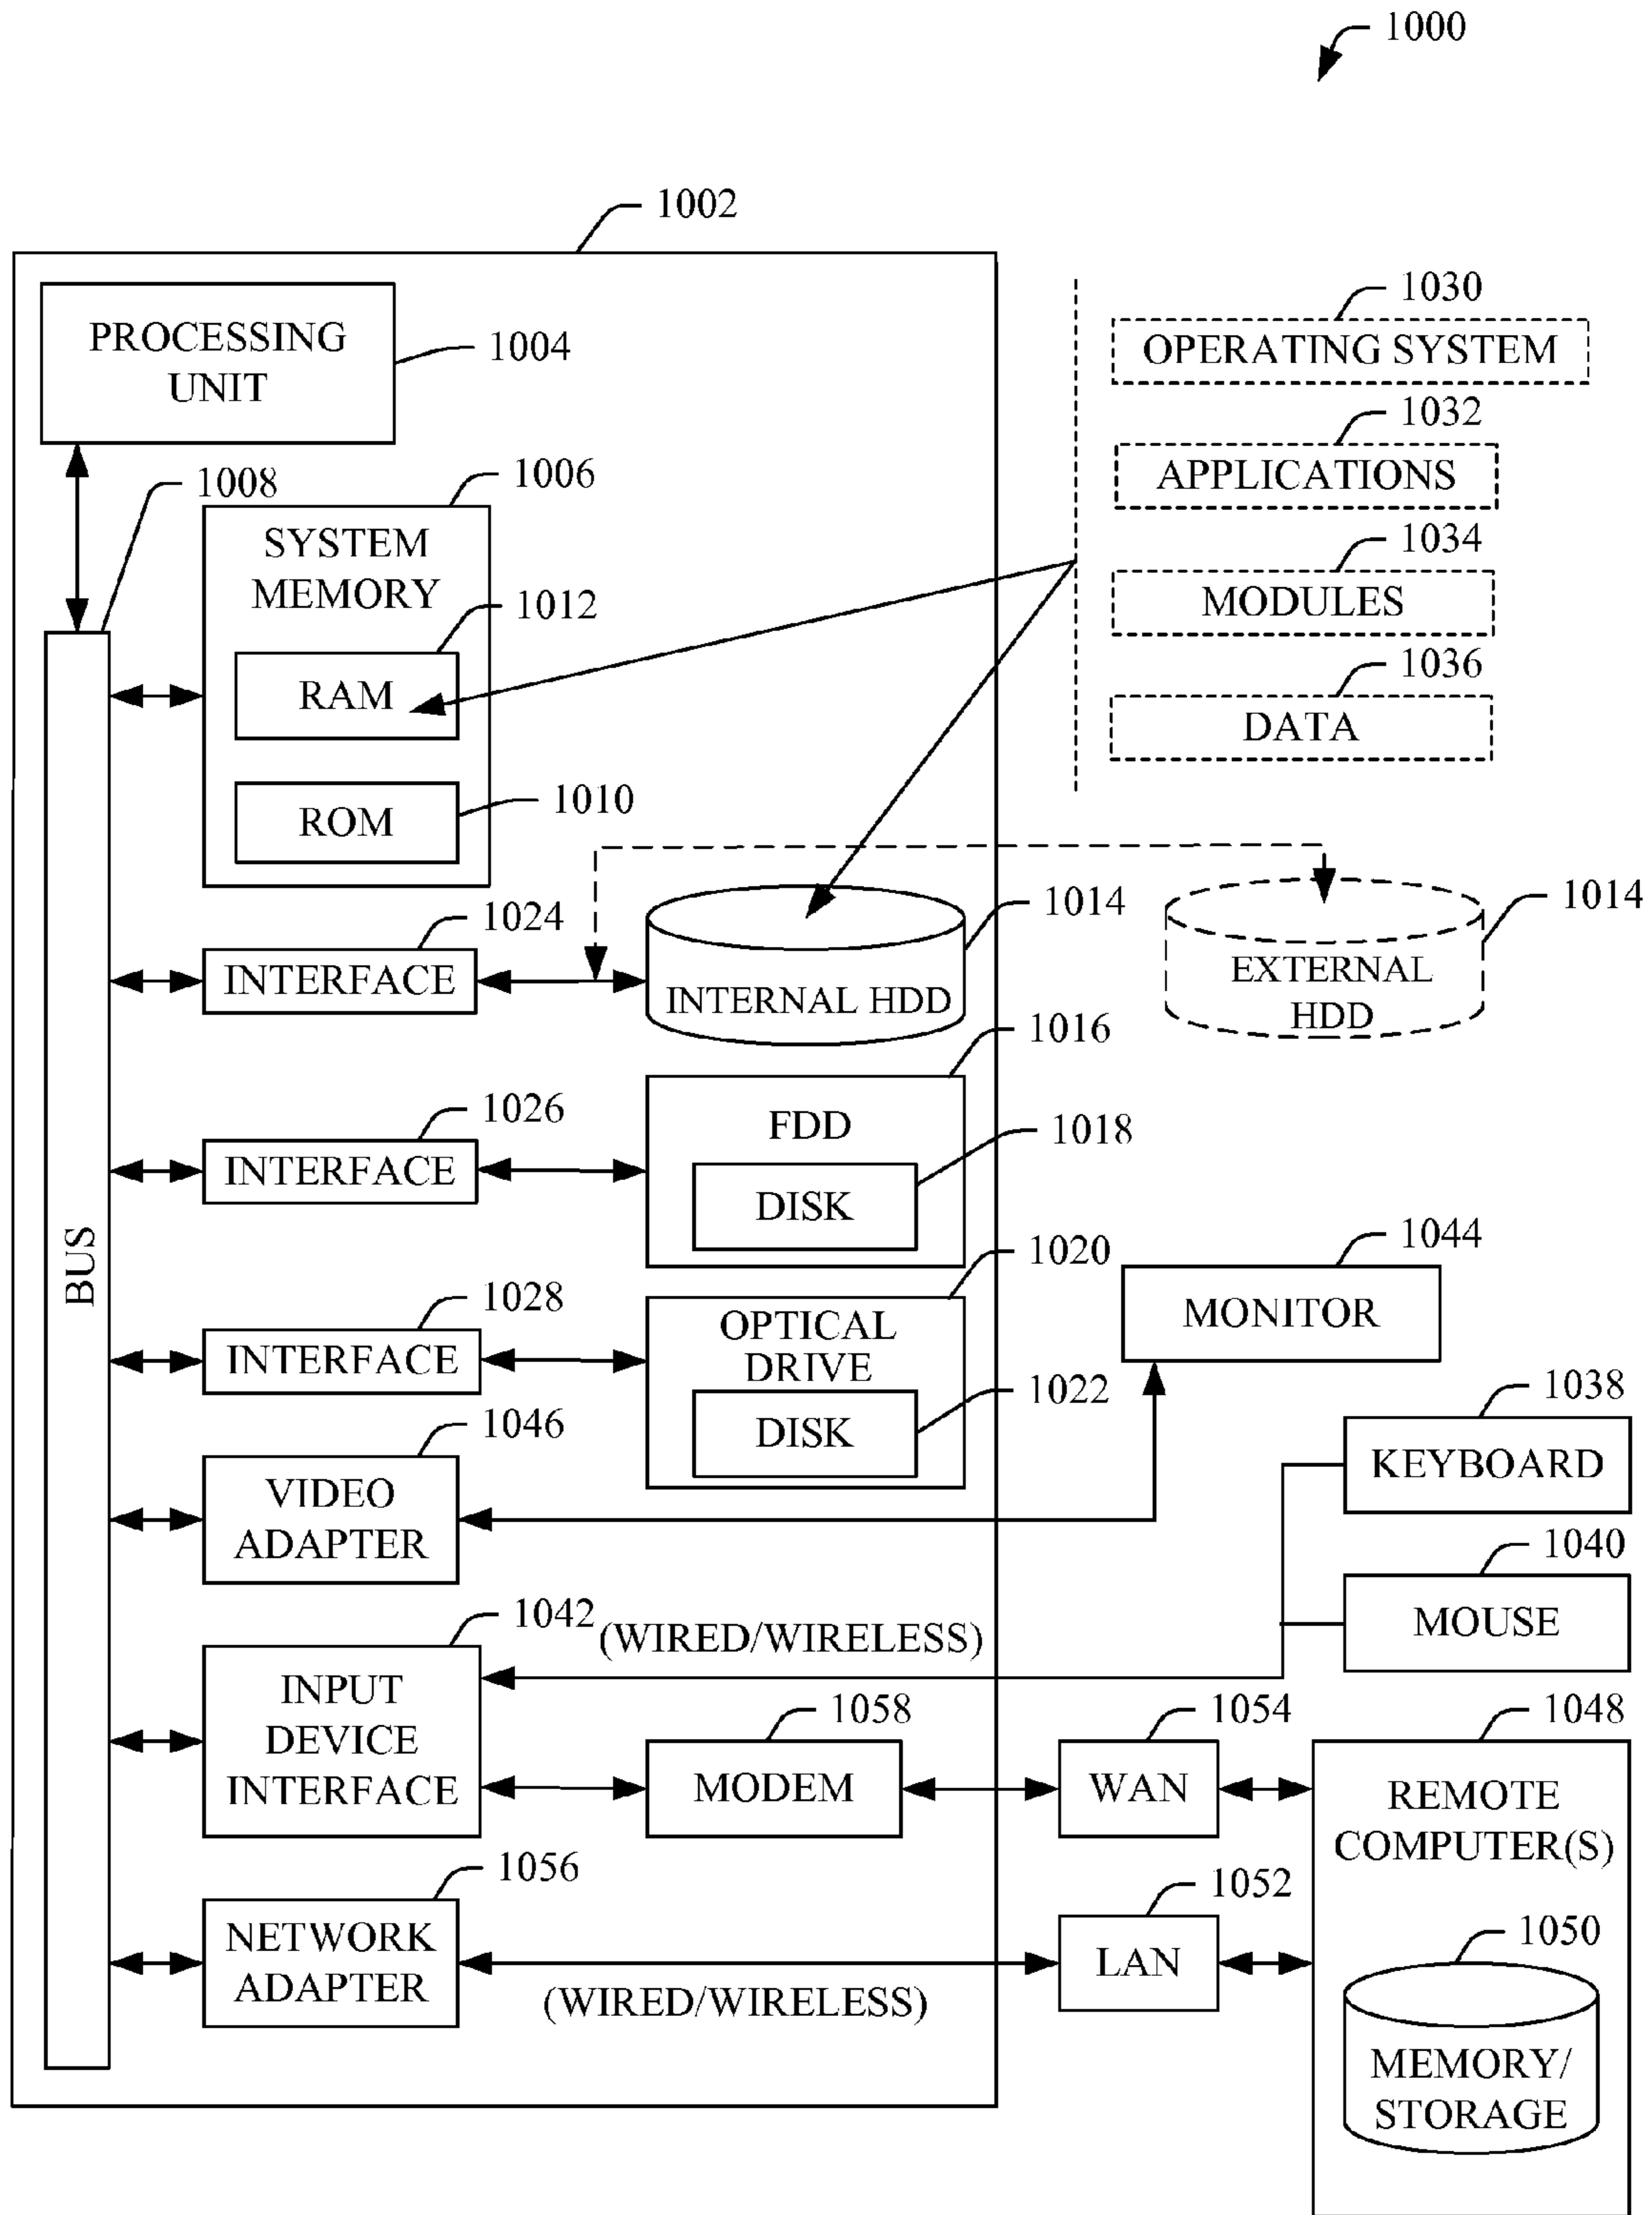 1000
1002
PROCESSING
UNIT
1004
1030
OPERATING SYSTEM
1032
APPLICATIONS
1034
MODULES
1036
DATA
1008
1006
SYSTEM
MEMORY
1012
RAM
1010
ROM
1024
INTERFACE
1014
INTERNAL HDD
1014
EXTERNAL
HDD
1016
FDD
1026
INTERFACE
1018
DISK
BUS
1020
OPTICAL
DRIVE
1028
INTERFACE
1022
DISK
1044
MONITOR
1038
KEYBOARD
1046
VIDEO
ADAPTER
1040
MOUSE
1042
(WIRED/WIRELESS)
INPUT
DEVICE
INTERFACE
1058
MODEM
1054
WAN
1048
REMOTE
COMPUTER(S)
1056
NETWORK
ADAPTER
(WIRED/WIRELESS)
1052
LAN
1050
MEMORY/
STORAGE